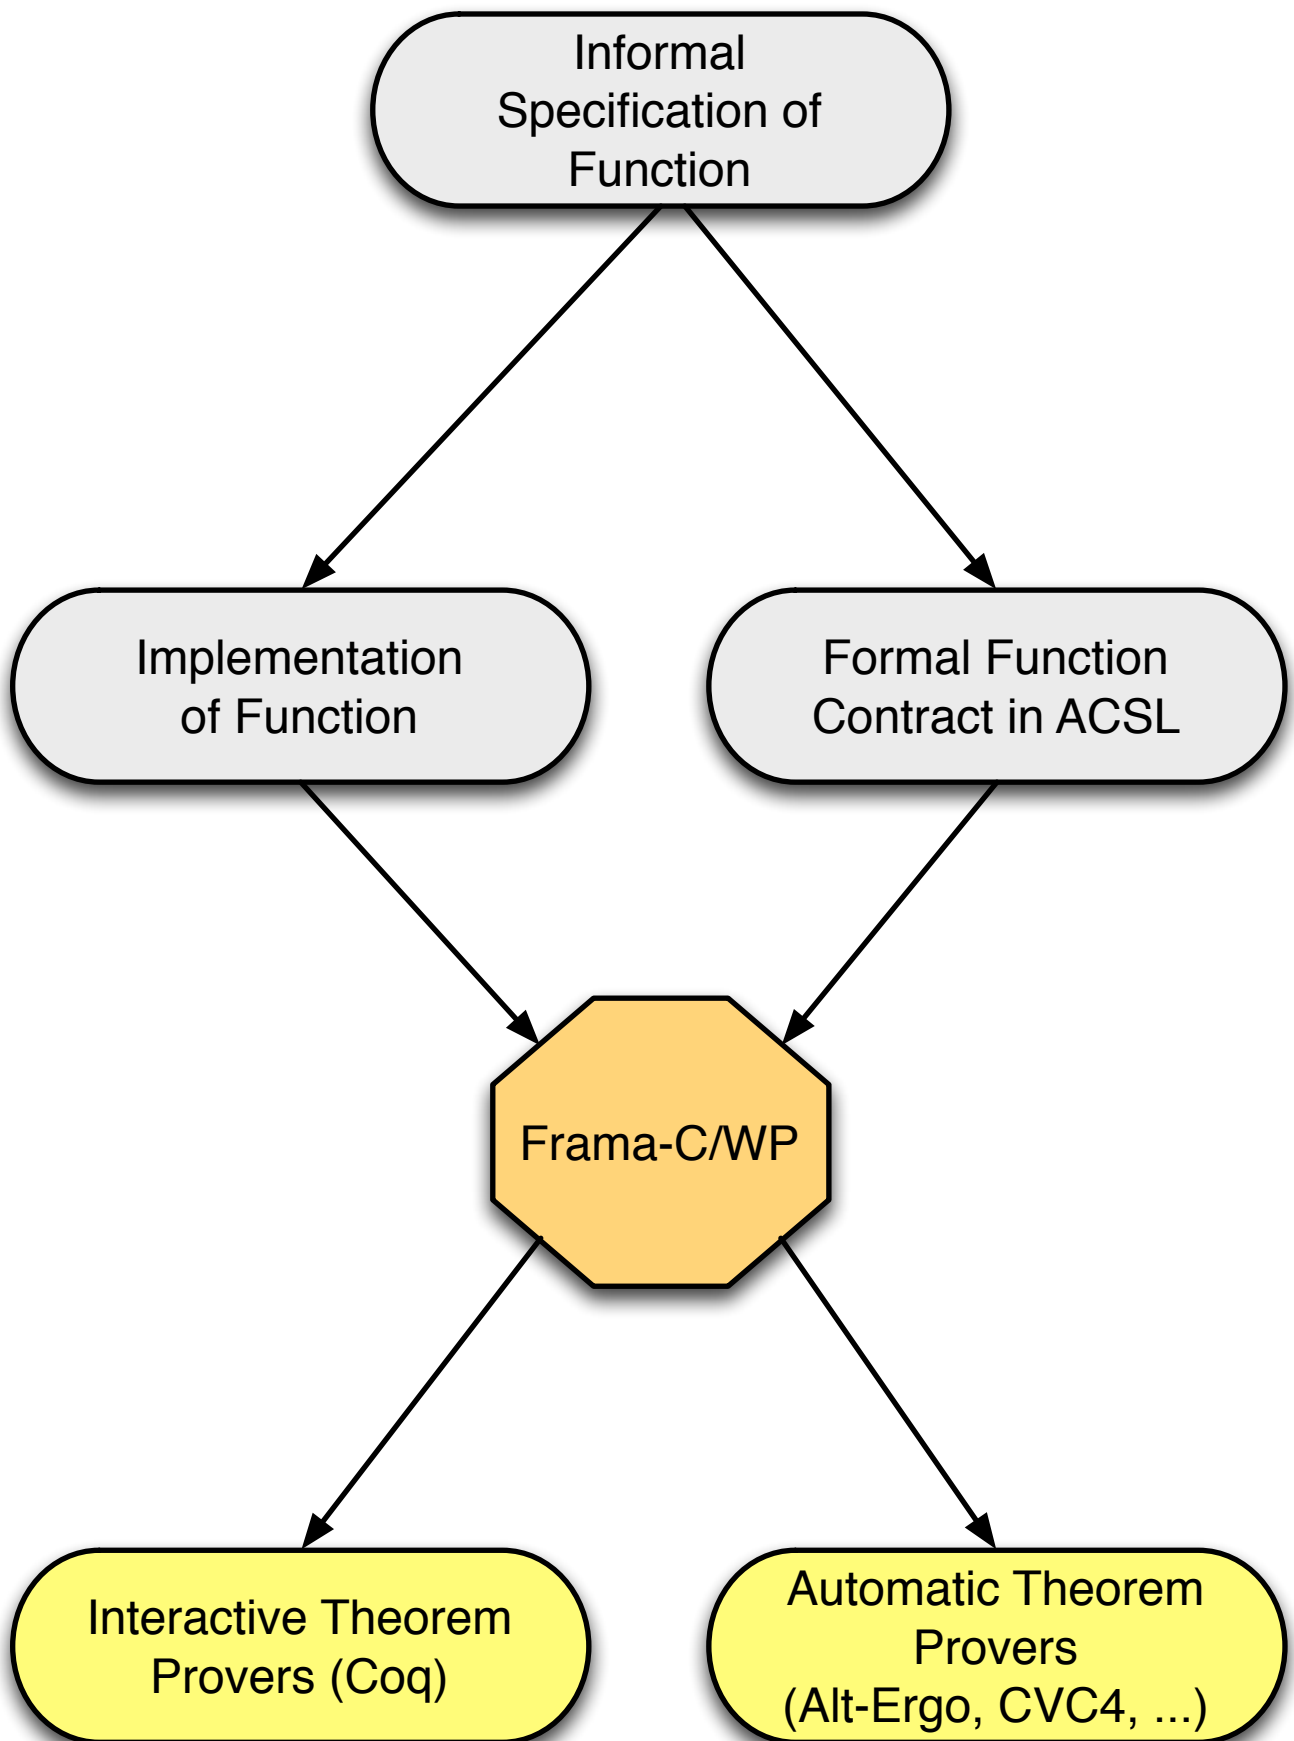 Informal
Specification of
Function
Implementation
of Function
Formal Function
Contract in ACSL
Frama-C/WP
Interactive Theorem
Provers (Coq)
Automatic Theorem
Provers
(Alt-Ergo, CVC4, ...)